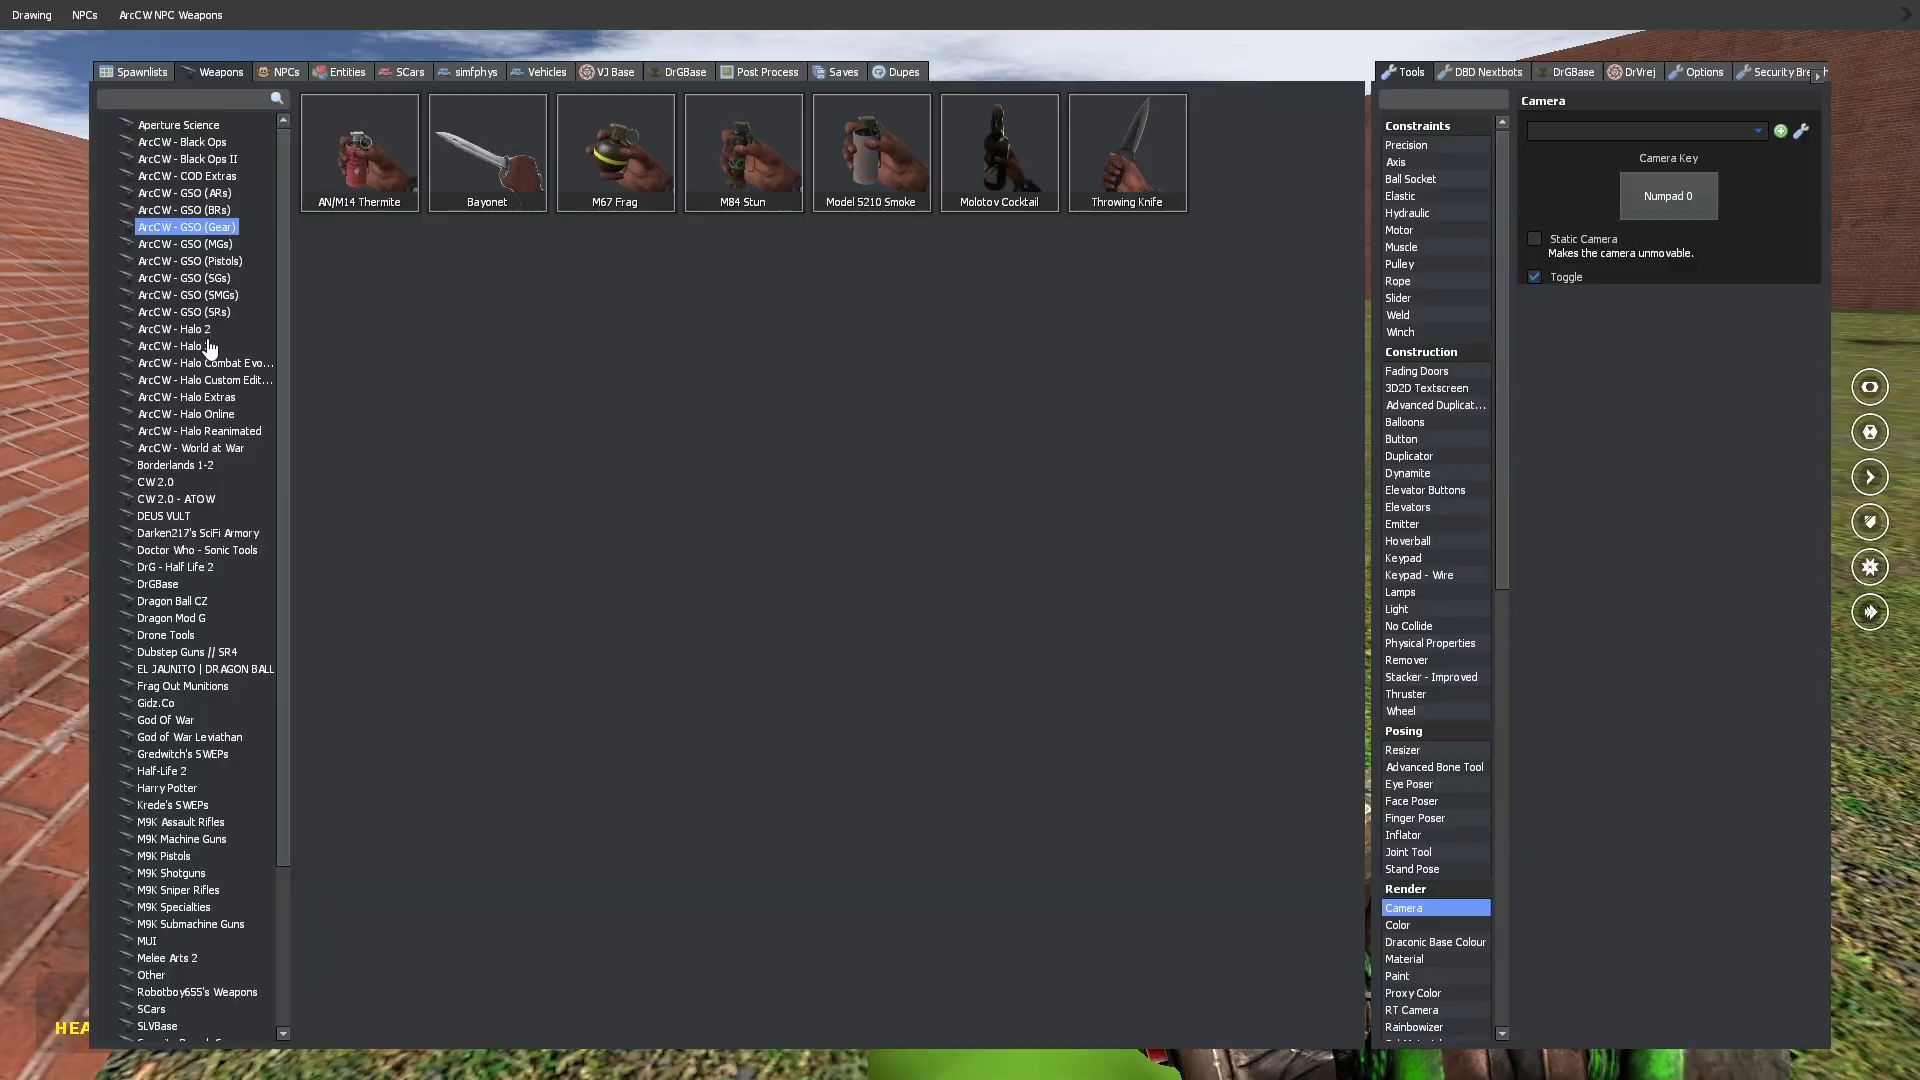 Drawing NPCs ArcCW NPC Weapons
Spawnlists Weapons NPCs Entities SCars simfphys Vehicles VJ Base DrGBase Post Process Saves Dupes
Aperture Science
ArcCW - Black Ops
ArcCW - Black Ops II
ArcCW - COD Extras
ArcCW - GSO (ARs)
ArcCW - GSO (BRs)
ArcCW - GSO (Gear)
ArcCW - GSO (MGs)
ArcCW - GSO (Pistols)
ArcCW - GSO (SGs)
ArcCW - GSO (SMGs)
ArcCW - GSO (SRs)
ArcCW - Halo 2
ArcCW - Halo
ArcCW - Halo Combat Evo...
ArcCW - Halo Custom Edit...
ArcCW - Halo Extras
ArcCW - Halo Online
ArcCW - Halo Reanimated
ArcCW - World at War
Borderlands 1-2
CW 2.0
CW 2.0 - ATOW
DEUS VULT
Darken217's SciFi Armory
Doctor Who - Sonic Tools
DrG - Half Life 2
DrGBase
Dragon Ball CZ
Dragon Mod G
Drone Tools
Dubstep Guns // SR4
EL JAUNITO | DRAGON BALL
Frag Out Munitions
Gidz.Co
God Of War
God of War Leviathan
Gredwitch's SWEPs
Half-Life 2
Harry Potter
Krede's SWEPs
M9K Assault Rifles
M9K Machine Guns
M9K Pistols
M9K Shotguns
M9K Sniper Rifles
M9K Specialties
M9K Submachine Guns
MUI
Melee Arts 2
Other
Robotboy655's Weapons
SCars
SLVBase
AN/M14 Thermite
Bayonet
M67 Frag
M84 Stun
Model 5210 Smoke
Molotov Cocktail
Throwing Knife
Tools DBD Nextbots DrGBase DrVrej Options Security Bre
Constraints
Precision
Axis
Ball Socket
Elastic
Hydraulic
Motor
Muscle
Pulley
Rope
Slider
Weld
Winch
Construction
Fading Doors
3D2D Textscreen
Advanced Duplicat...
Balloons
Button
Duplicator
Dynamite
Elevator Buttons
Elevators
Emitter
Hoverball
Keypad
Keypad - Wire
Lamps
Light
No Collide
Physical Properties
Remover
Stacker - Improved
Thruster
Wheel
Posing
Resizer
Advanced Bone Tool
Eye Poser
Face Poser
Finger Poser
Inflator
Joint Tool
Stand Pose
Render
Camera
Color
Draconic Base Colour
Material
Paint
Proxy Color
RT Camera
Rainbowizer
Camera
Camera Key
Numpad 0
Static Camera
Makes the camera unmovable.
Toggle
HEA